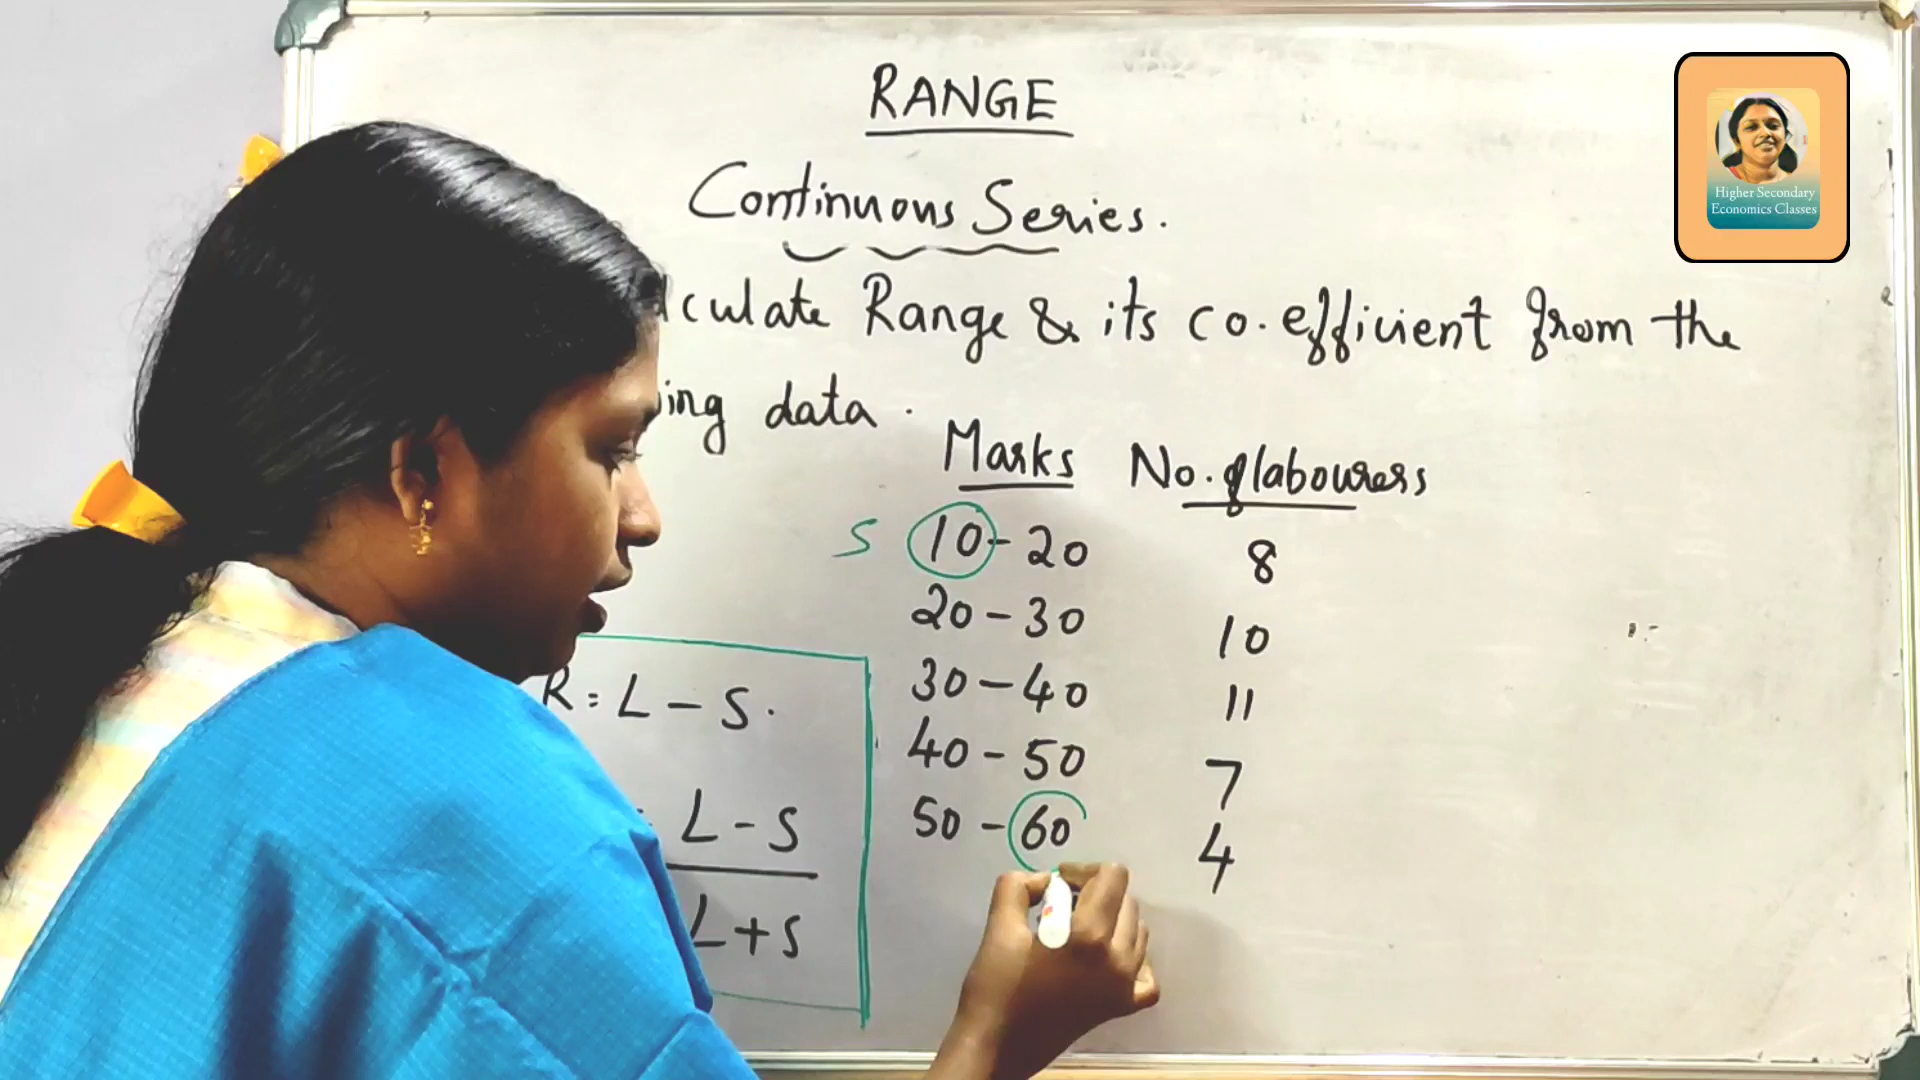 RANGE
Continuous Series.
culate Range & its co.efficient from the
ing data.
Marks No. of labourers
S 10-20 8
20-30 10
30-40 11
40-50 7
50-60 4
R = L - S.
L - S
L + S
Higher Secondary
Economics Classes